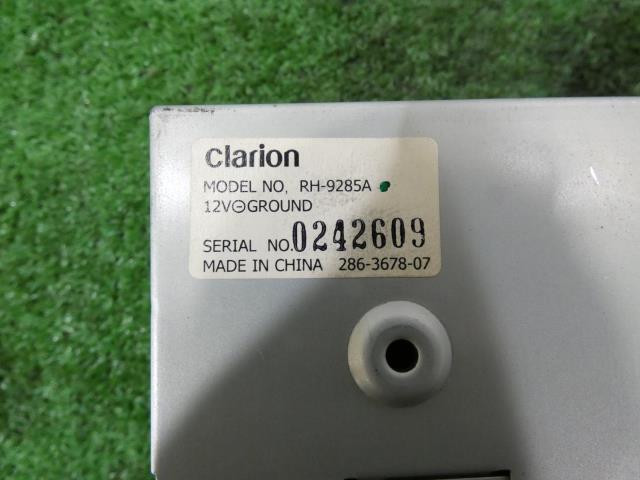 clarion
MODEL NO. RH-9285A
12V⊖GROUND
SERIAL NO.0242609
MADE IN CHINA 286-3678-07